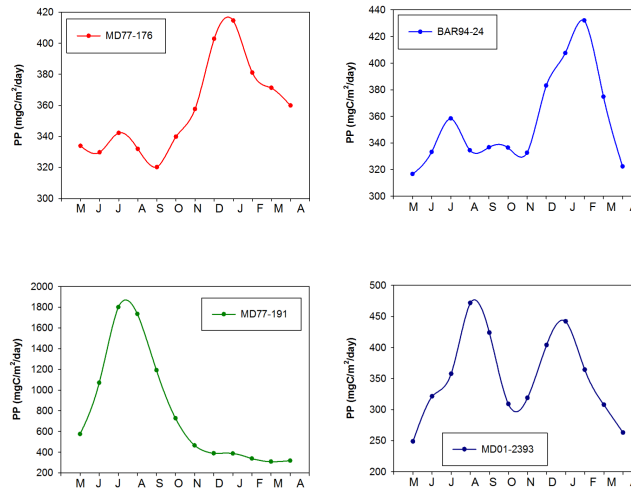 420
400
380
360
340
320
300
PP (mgC/m²/day)
MD77-176
M J J A S O N D J F M A
440
420
400
380
360
340
320
300
PP (mgC/m²/day)
BAR94-24
M J J A S O N D J F M A
2000
1800
1600
1400
1200
1000
800
600
400
200
PP (mgC/m²/day)
MD77-191
M J J A S O N D J F M A
500
450
400
350
300
250
200
PP (mgC/m²/day)
MD01-2393
M J J A S O N D J F M A